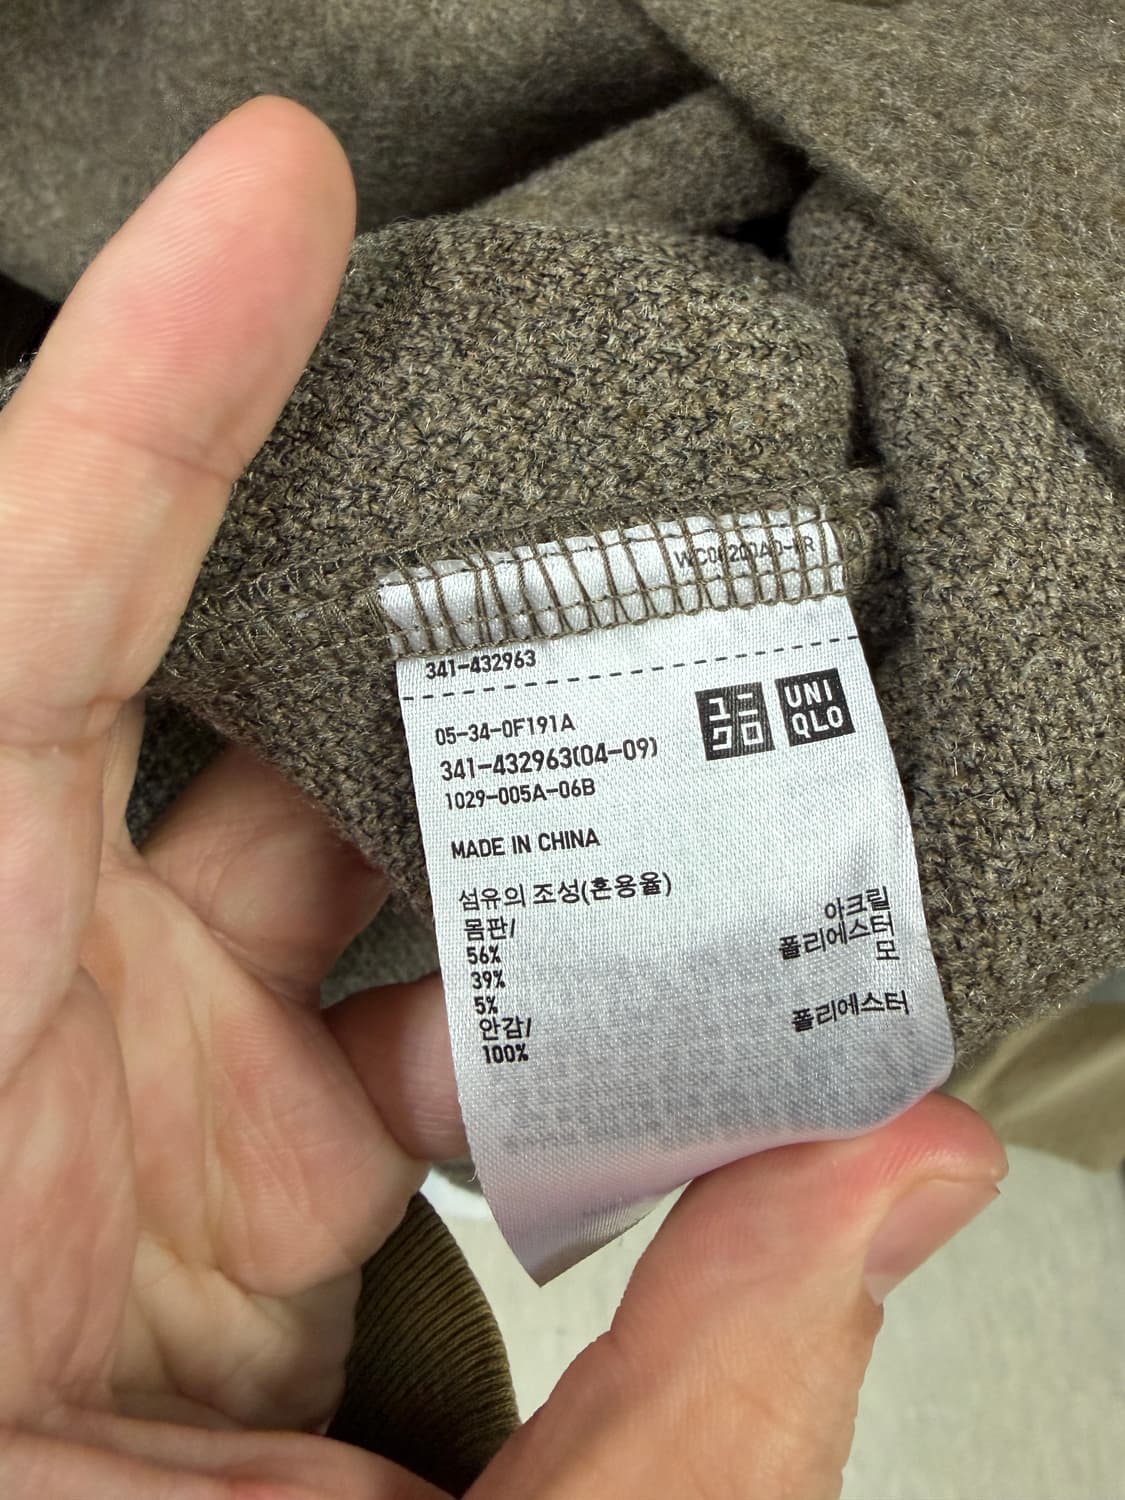 341-432963
05-34-0F191A
341-432963(04-09)
1029-005A-06B
ユニ
クロ
UNI
QLO
MADE IN CHINA
섬유의 조성(혼용율)
몸판/
56% 아크릴
39% 폴리에스터
5% 모
안감/
100% 폴리에스터